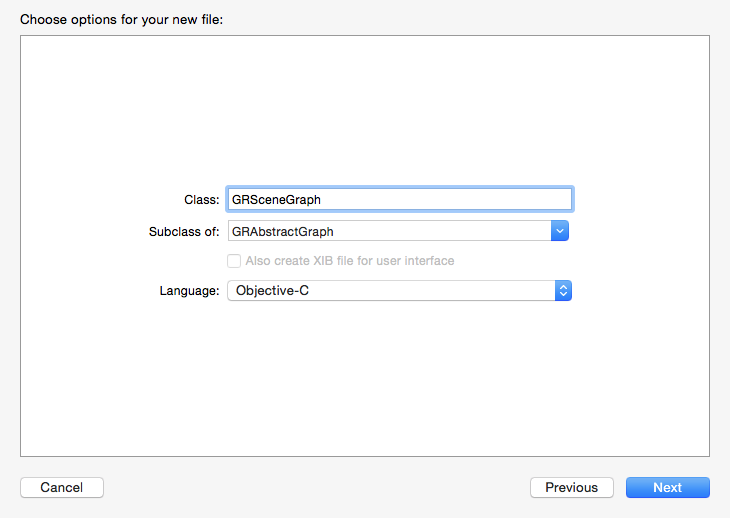 Choose options for your new file:
Class: GRSceneGraph
Subclass of: GRAbstractGraph
Also create XIB file for user interface
Language: Objective-C
Cancel Previous Next